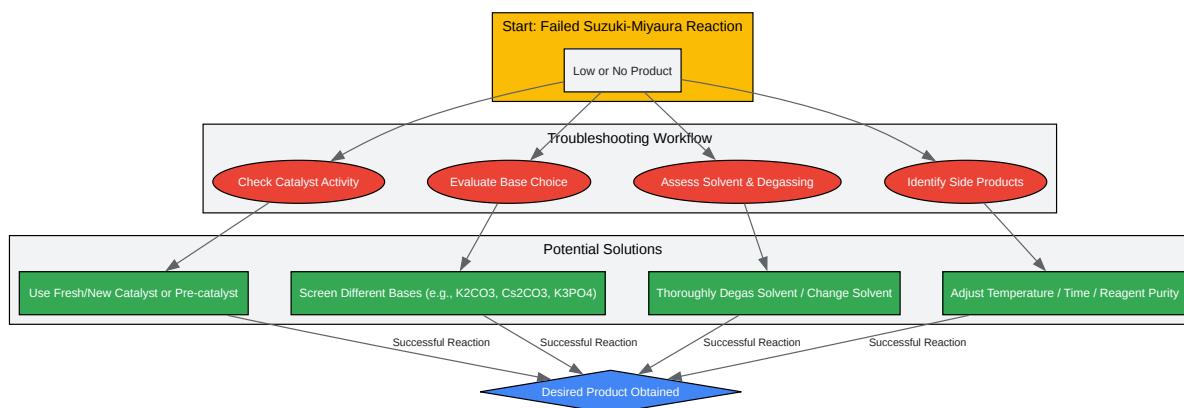 Start: Failed Suzuki-Miyaura Reaction
Low or No Product
Troubleshooting Workflow
Check Catalyst Activity
Evaluate Base Choice
Assess Solvent & Degassing
Identify Side Products
Potential Solutions
Use Fresh/New Catalyst or Pre-catalyst
Screen Different Bases (e.g., K2CO3, Cs2CO3, K3PO4)
Thoroughly Degas Solvent / Change Solvent
Adjust Temperature / Time / Reagent Purity
Successful Reaction
Successful Reaction
Successful Reaction
Successful Reaction
Desired Product Obtained